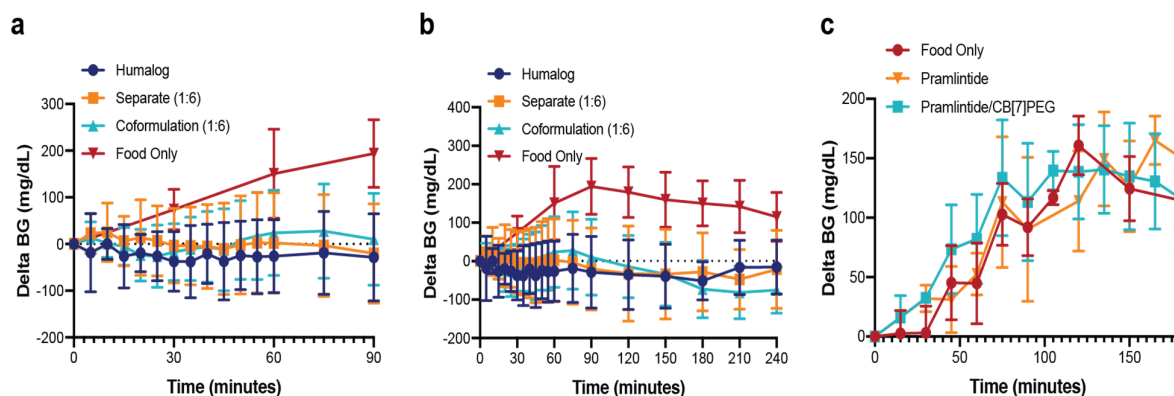 a
Humalog
Separate (1:6)
Coformulation (1:6)
Food Only
300
200
100
0
-100
-200
Delta BG (mg/dL)
0
30
60
90
Time (minutes)
b
Humalog
Separate (1:6)
Coformulation (1:6)
Food Only
400
300
200
100
0
-100
-200
Delta BG (mg/dL)
0
30
60
90
120
150
180
210
240
Time (minutes)
c
Food Only
Pramlintide
Pramlintide/CB[7]PEG
200
150
100
50
0
Delta BG (mg/dL)
0
50
100
150
Time (minutes)